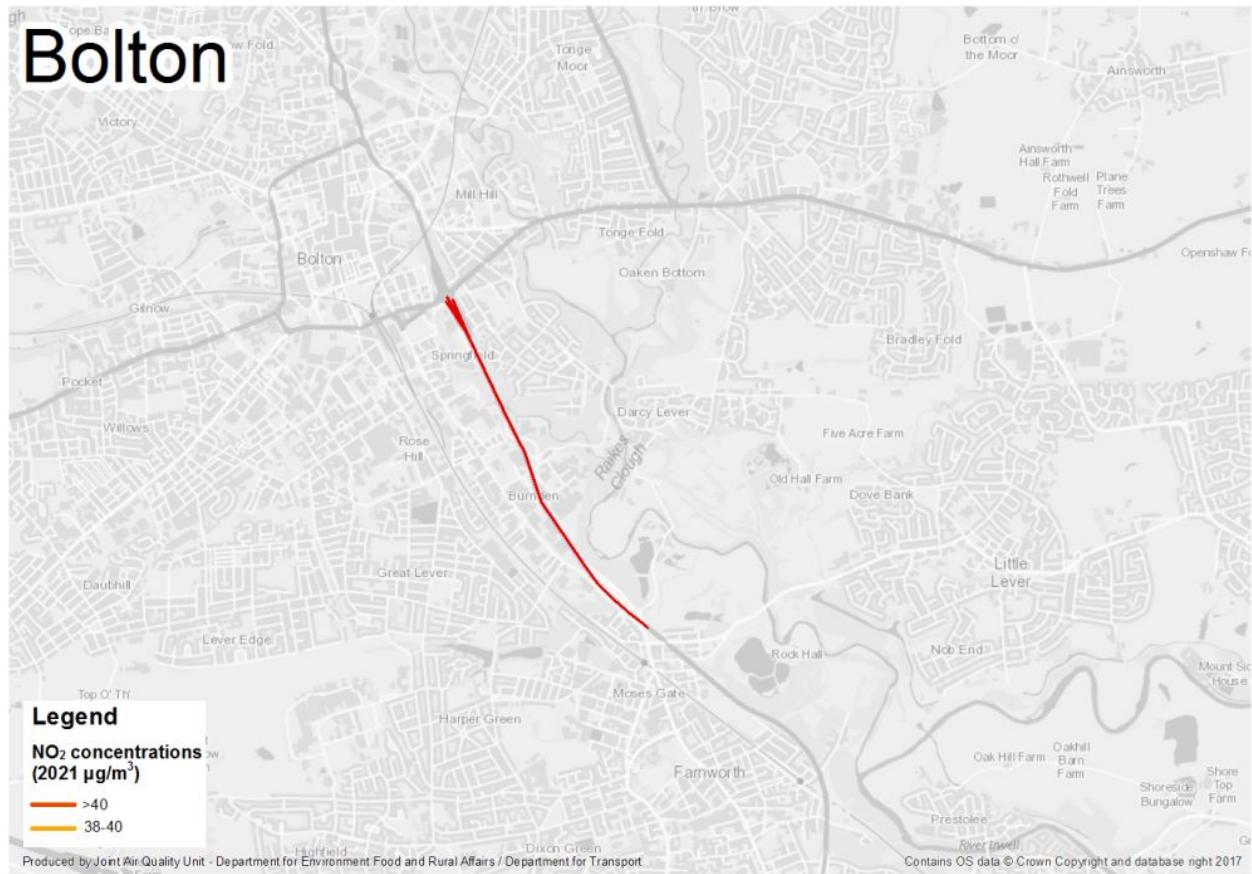 Bolton
Tonge
Moor
Bottom o'
the Moor
Ainsworth
Victory
Ainsworth
Hall Farm
Rothwell
Fold
Farm
Plane
Trees
Farm
Mill Hill
Tonge Fold
Bolton
Oaken Bottom
Gilnow
Springfield
Bradley Fold
Pocket
Willows
Darcy Lever
Rose
Hill
Five Acre Farm
Raikes
Clough
Old Hall Farm
Burnden
Dove Bank
Great Lever
Little
Lever
Daubhill
Lever Edge
Rock Hall
Nob End
Top O' Th'
Moses Gate
Harper Green
Oak Hill Farm
Oakhill
Barn
Farm
Farnworth
Shoreside
Bungalow
Shore
Top
Farm
Prestolee
River Irwell
Highfield
Dixon Green
Legend
NO₂ concentrations
(2021 µg/m³)
>40
38-40
Produced by Joint Air Quality Unit - Department for Environment Food and Rural Affairs / Department for Transport
Contains OS data © Crown Copyright and database right 2017